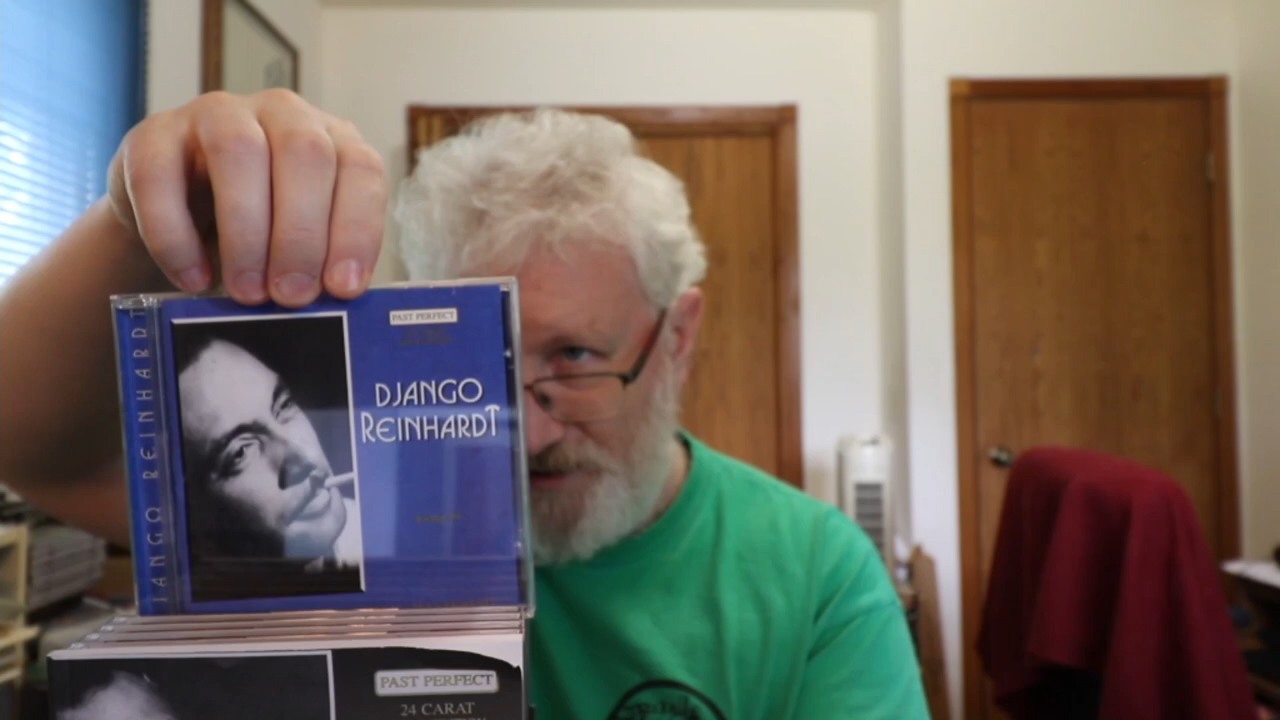 DJANGO REINHARDT
PAST PERFECT
DJANGO
REINHARDT
PAST PERFECT
24 CARAT